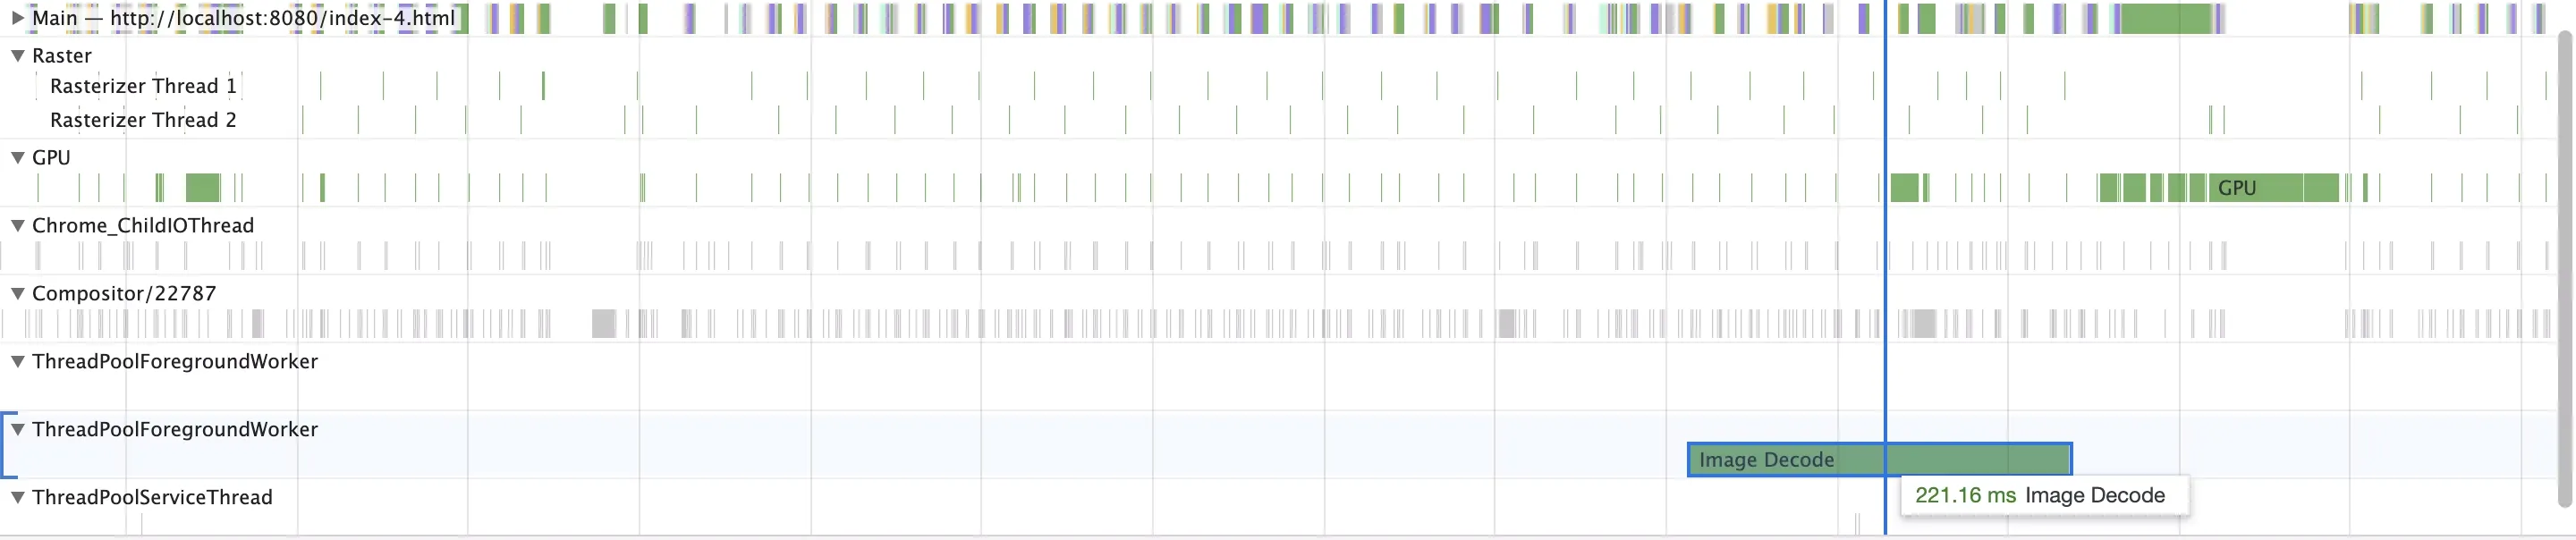 Main — http://localhost:8080/index-4.html
Raster
Rasterizer Thread 1
Rasterizer Thread 2
GPU
GPU
Chrome_ChildIOThread
Compositor/22787
ThreadPoolForegroundWorker
ThreadPoolForegroundWorker
Image Decode
ThreadPoolServiceThread
221.16 ms Image Decode